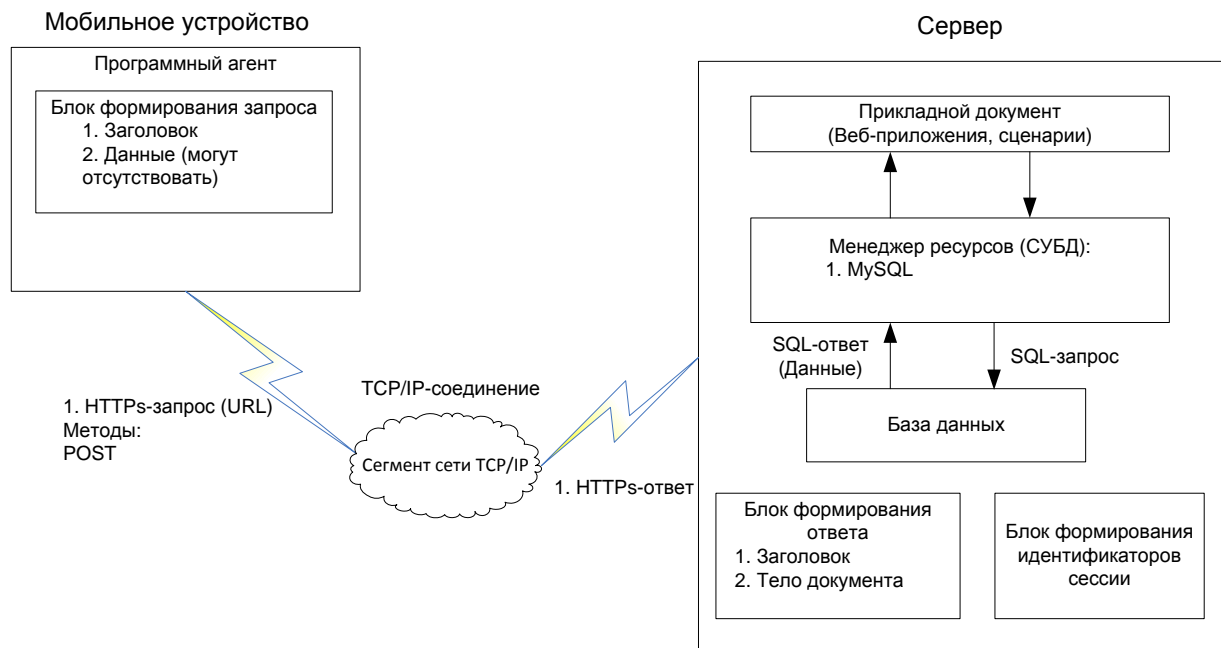 Мобильное устройство
Программный агент
Блок формирования запроса
1. Заголовок
2. Данные (могут
отсутствовать)
1. HTTPs-запрос (URL)
Методы:
POST
TCP/IP-соединение
Сегмент сети TCP/IP
1. HTTPs-ответ
Сервер
Прикладной документ
(Веб-приложения, сценарии)
Менеджер ресурсов (СУБД):
1. MySQL
SQL-ответ
(Данные)
SQL-запрос
База данных
Блок формирования
ответа
1. Заголовок
2. Тело документа
Блок формирования
идентификаторов
сессии